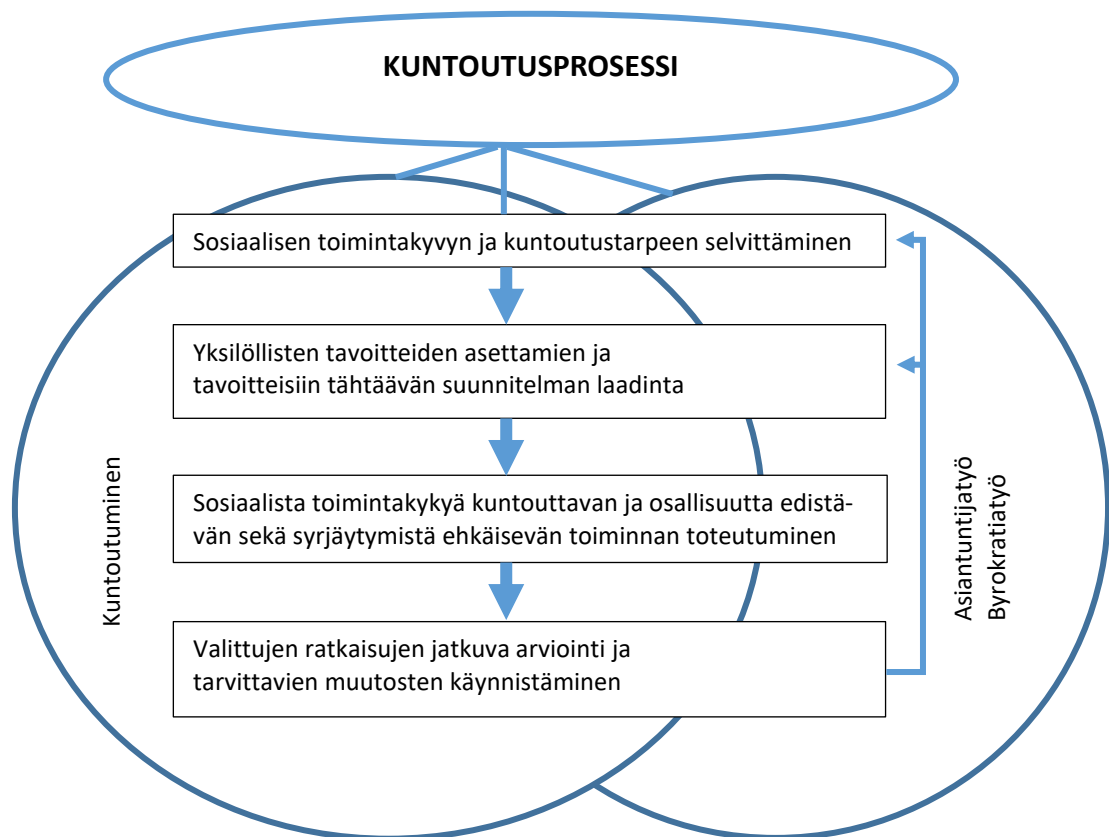 KUNTOUTUSPROSESSI
Sosiaalisen toimintakyvyn ja kuntoutustarpeen selvittäminen
Yksilöllisten tavoitteiden asettamien ja
tavoitteisiin tähtäävän suunnitelman laadinta
Sosiaalista toimintakykyä kuntouttavan ja osallisuutta edistä-
vän sekä syrjäytymistä ehkäisevän toiminnan toteutuminen
Valittujen ratkaisujen jatkuva arviointi ja
tarvittavien muutosten käynnistäminen
Kuntoutuminen
Asiantuntijatyö
Byrokratiatyö